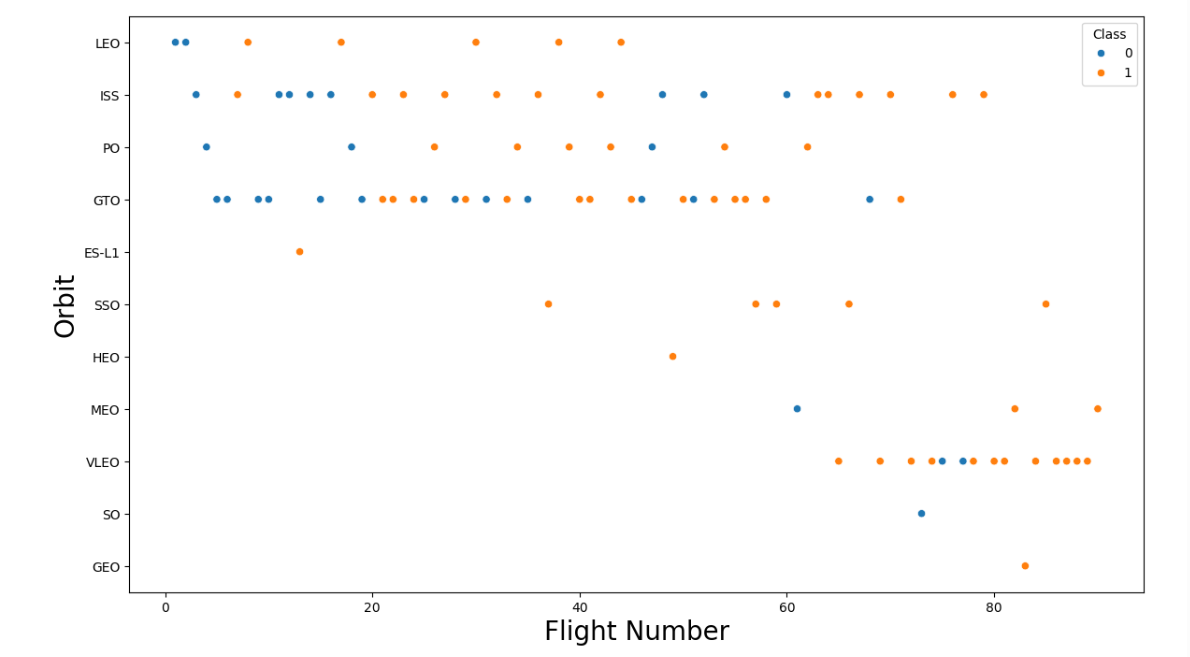 LEO
ISS
PO
GTO
ES-L1
SSO
HEO
MEO
VLEO
SO
GEO
Orbit
Class
0
1
0 20 40 60 80
Flight Number